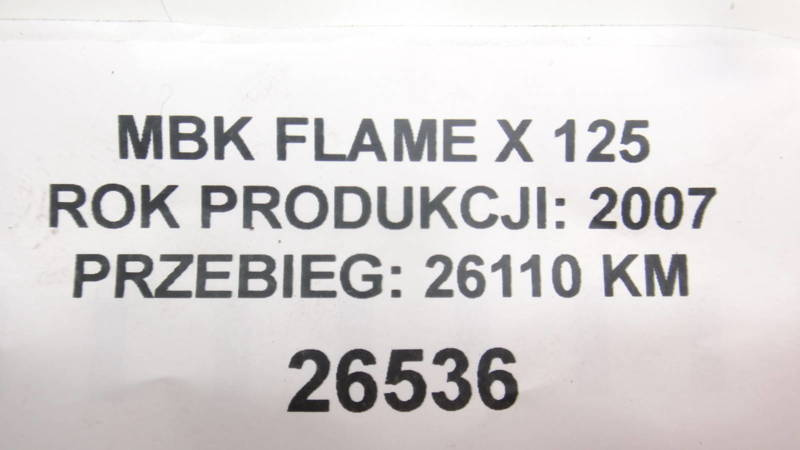 MBK FLAME X 125
ROK PRODUKCJI: 2007
PRZEBIEG: 26110 KM
26536